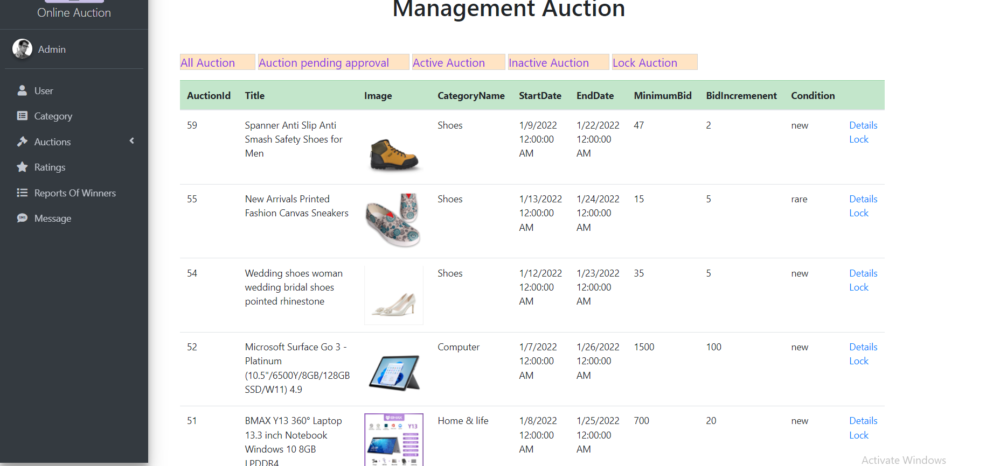 Management Auction
Online Auction
Admin
User
Category
Auctions
Ratings
Reports Of Winners
SMS
Message
All Auction
Auction pending approval
Active Auction
Inactive Auction
Lock Auction
AuctionId Title Image CategoryName StartDate EndDate MinimumBid BidIncremenent Condition
59 Spanner Anti Slip Anti Shoes 1/9/2022 1/22/2022 47 2 new Details
Smash Safety Shoes for 12:00:00 12:00:00 Lock
Men AM AM
55 New Arrivals Printed Shoes 1/13/2022 1/24/2022 15 5 rare Details
Fashion Canvas Sneakers 12:00:00 12:00:00 Lock
AM AM
54 Wedding shoes woman Shoes 1/12/2022 1/23/2022 35 5 new Details
wedding bridal shoes 12:00:00 12:00:00 Lock
pointed rhinestone AM AM
52 Microsoft Surface Go 3 - Computer 1/7/2022 1/26/2022 1500 100 new Details
Platinum 12:00:00 12:00:00 Lock
(10.5"/6500Y/8GB/128GB AM AM
SSD/W11) 4.9
51 BMAX Y13 360° Laptop Home & life 1/8/2022 1/25/2022 700 20 new Details
13.3 inch Notebook 12:00:00 12:00:00 Lock
Windows 10 8GB AM AM
LPDDR4
BMAX
Y13
Activate Windows